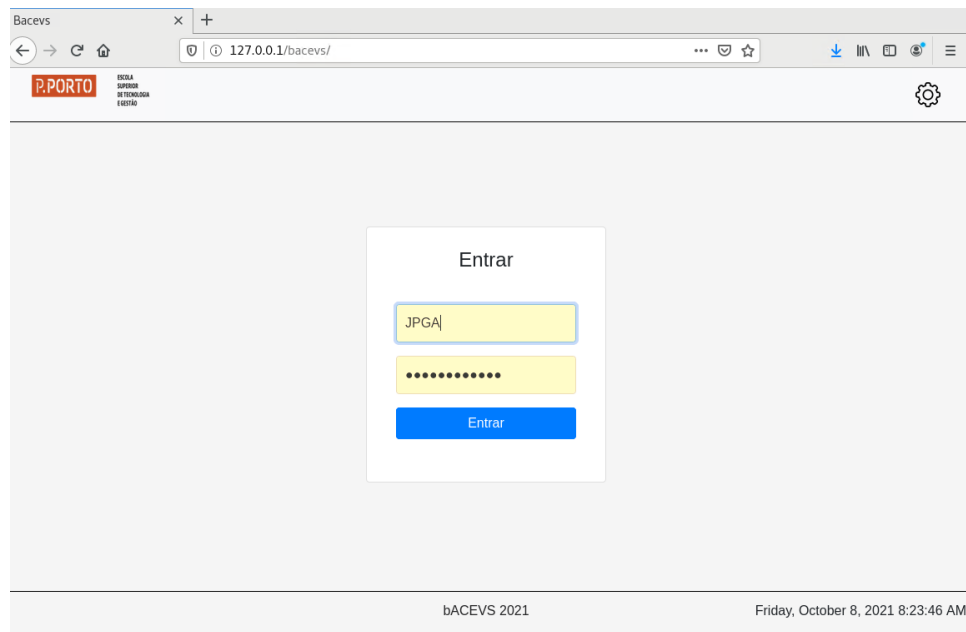 Bacevs
127.0.0.1/bacevs/
P.PORTO
ESCOLA
SUPERIOR
DE TECNOLOGIA
E GESTÃO
Entrar
JPGA
Entrar
bACEVS 2021
Friday, October 8, 2021 8:23:46 AM